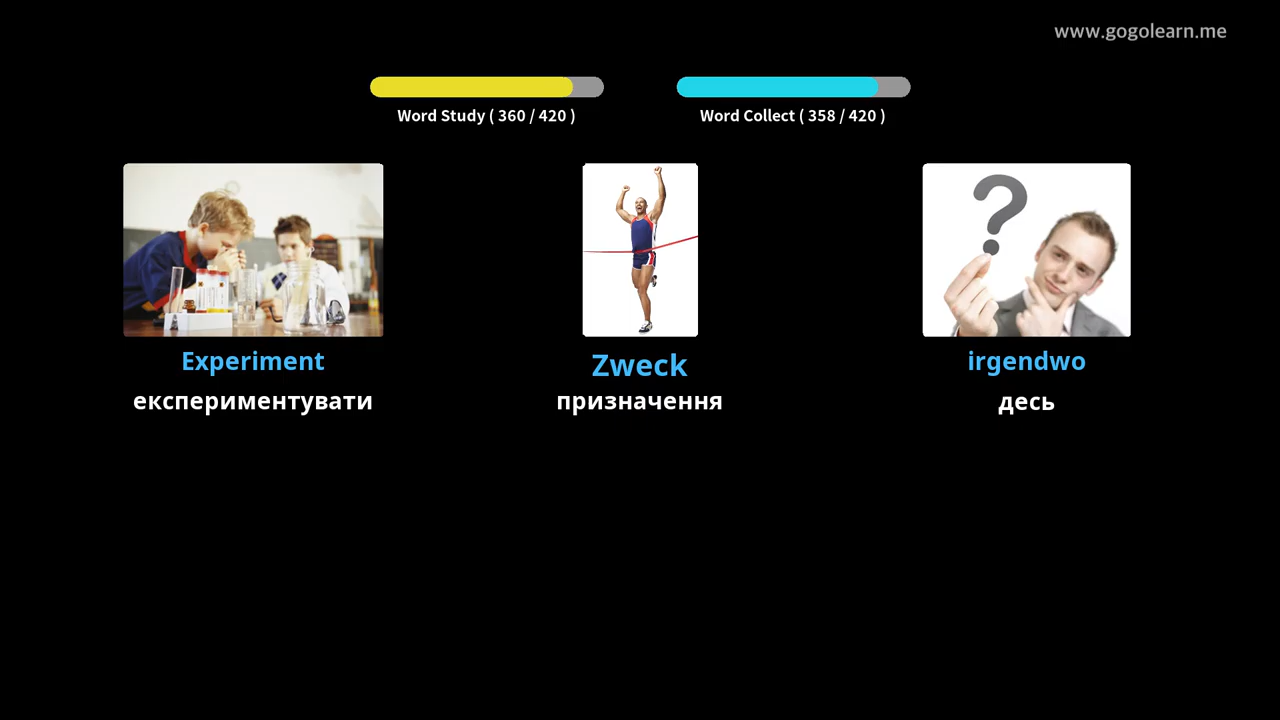 www.gogolearn.me
Word Study ( 360 / 420 )
Word Collect ( 358 / 420 )
Experiment
експериментувати
Zweck
призначення
irgendwo
десь